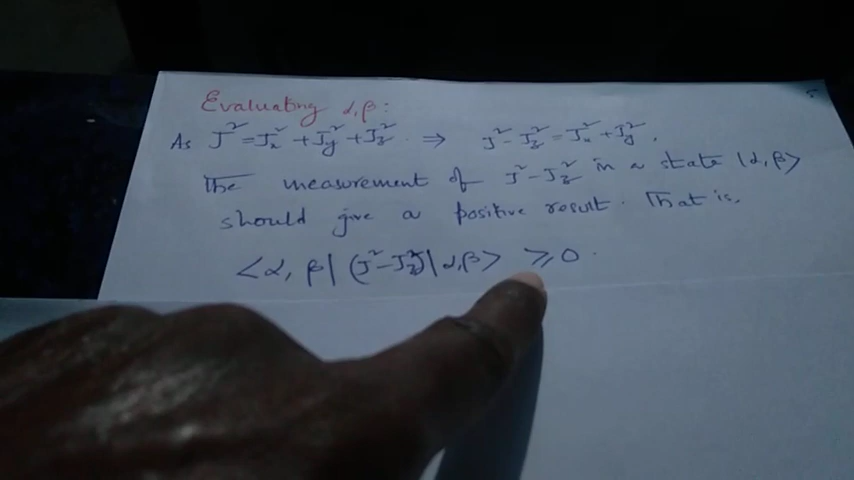 Evaluating α,β:
As J² = Jx² + Jy² + Jz² ⇒ J² - Jz² = Jx² + Jy².
The measurement of J² - Jz² in a state |α,β>
should give a positive result. That is,
<α, β| (J² - Jz²) |α,β> ≥ 0.